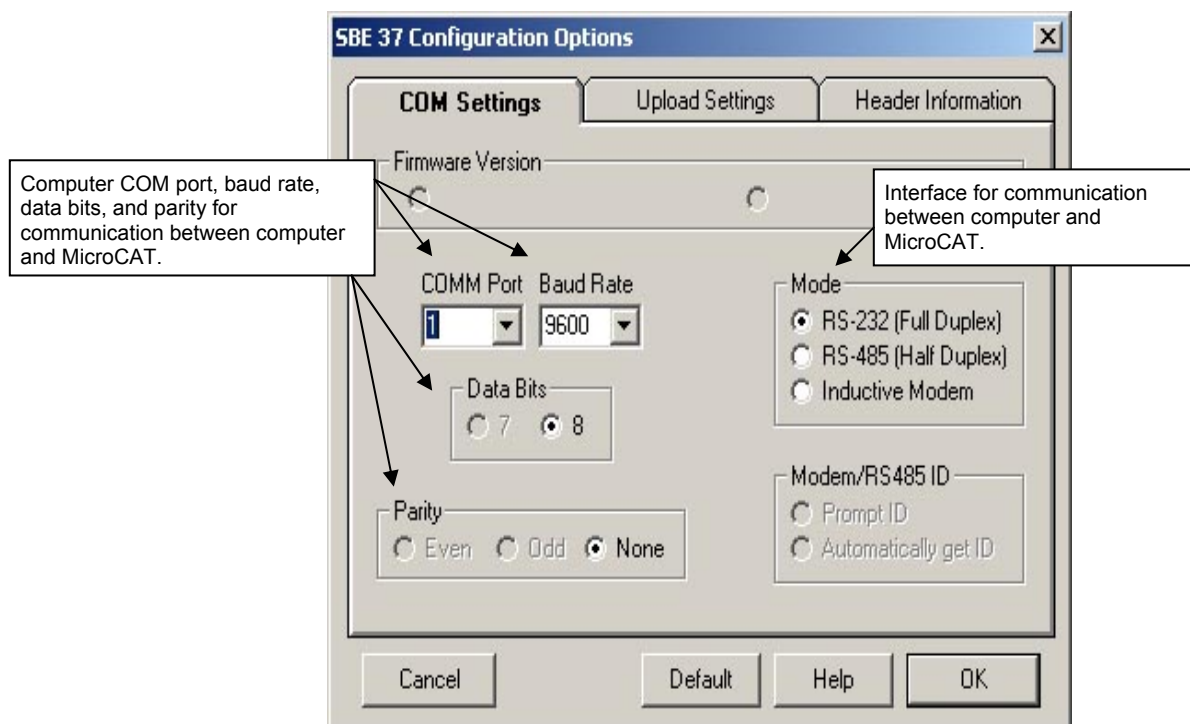 SBE 37 Configuration Options
COM Settings
Upload Settings
Header Information
Firmware Version
Computer COM port, baud rate,
data bits, and parity for
communication between computer
and MicroCAT.
Interface for communication
between computer and
MicroCAT.
COMM Port
Baud Rate
1
9600
Mode
RS-232 (Full Duplex)
RS-485 (Half Duplex)
Inductive Modem
Data Bits
7
8
Modem/RS485 ID
Prompt ID
Automatically get ID
Parity
Even
Odd
None
Cancel
Default
Help
OK